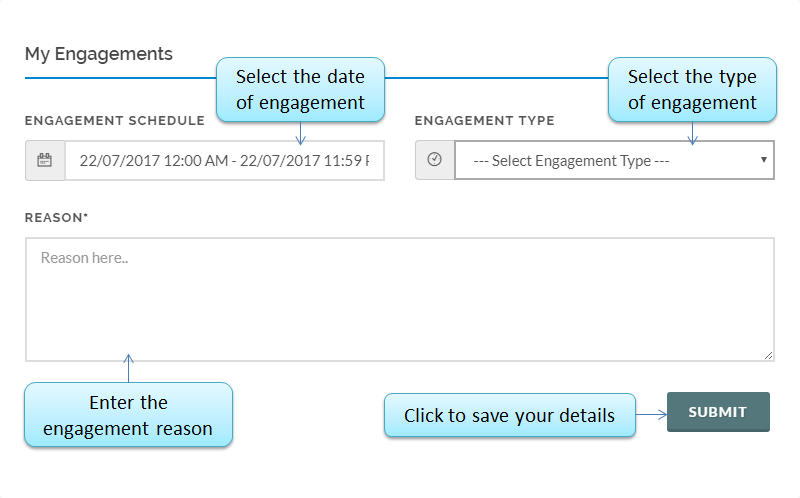 My Engagements
Select the date
of engagement
Select the type
of engagement
ENGAGEMENT SCHEDULE
ENGAGEMENT TYPE
22/07/2017 12:00 AM - 22/07/2017 11:59 P
--- Select Engagement Type ---
REASON*
Reason here..
Enter the
engagement reason
Click to save your details
SUBMIT